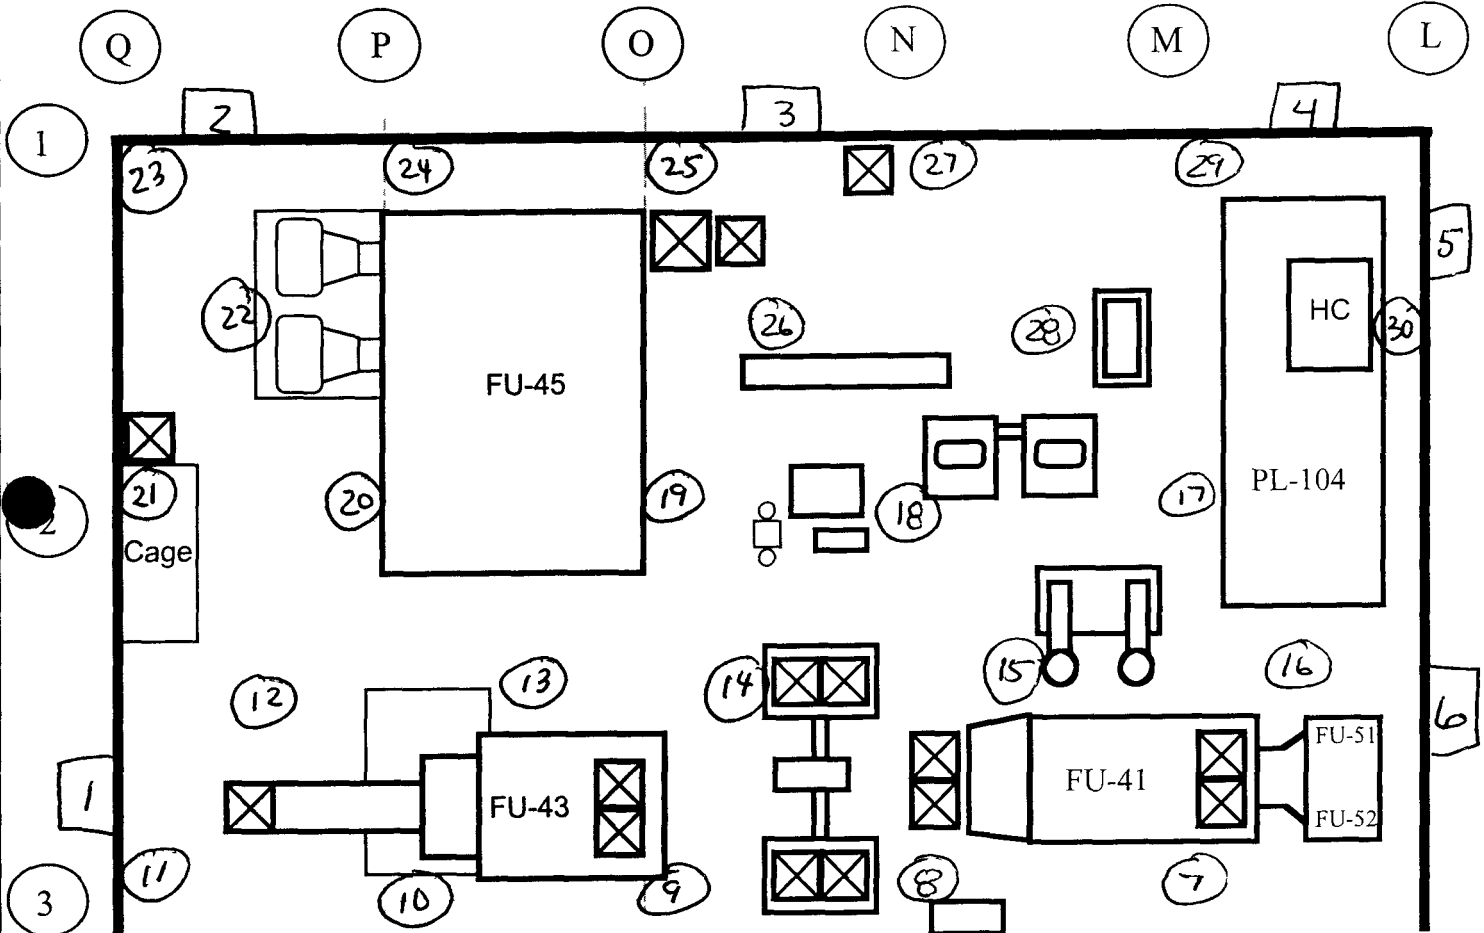 Q P O N M L
2 3 4
1
23 24 25 27 29
5
22 26 28 HC 30
FU-45
PL-104
21 20 19 18 17
2
Cage
12 13 14 15 16
6
FU-51
1 FU-43 FU-41
FU-52
11 10 9 8 7
3